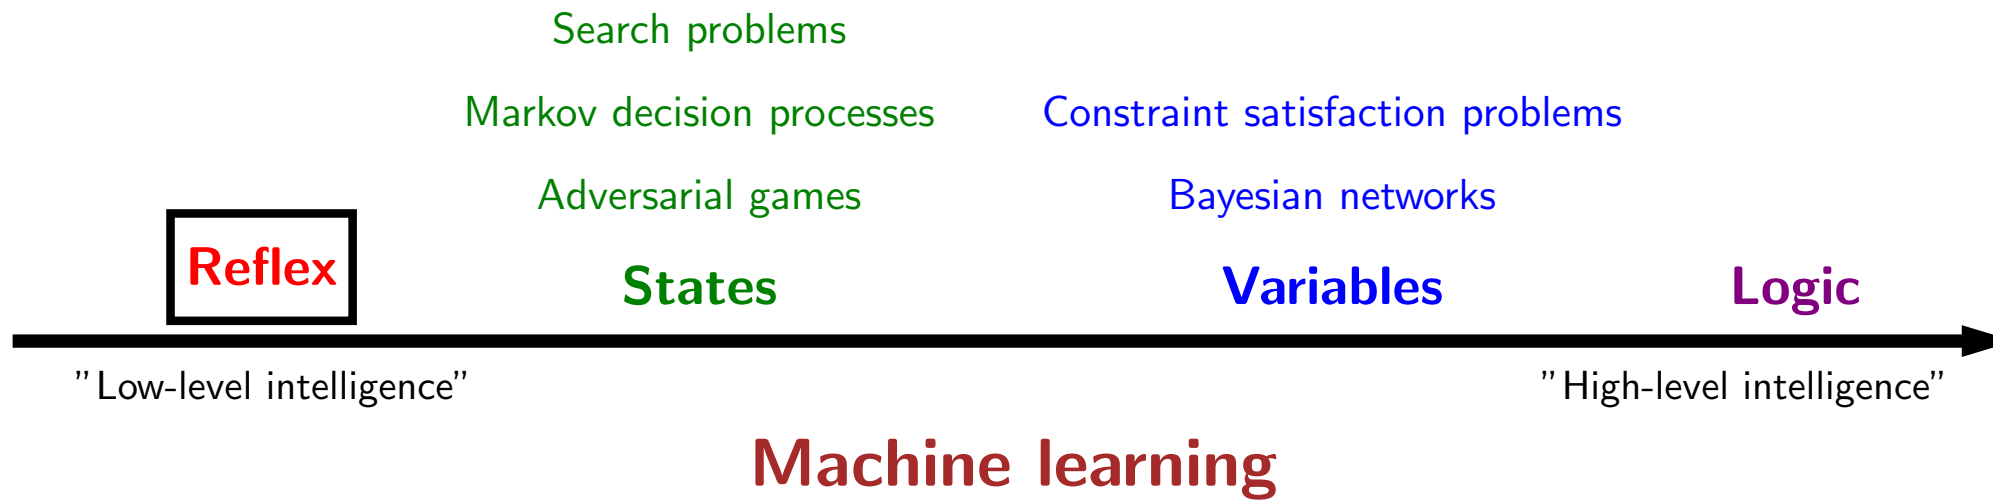 Search problems
Markov decision processes
Constraint satisfaction problems
Adversarial games
Bayesian networks
Reflex
States
Variables
Logic
"Low-level intelligence"
"High-level intelligence"
Machine learning